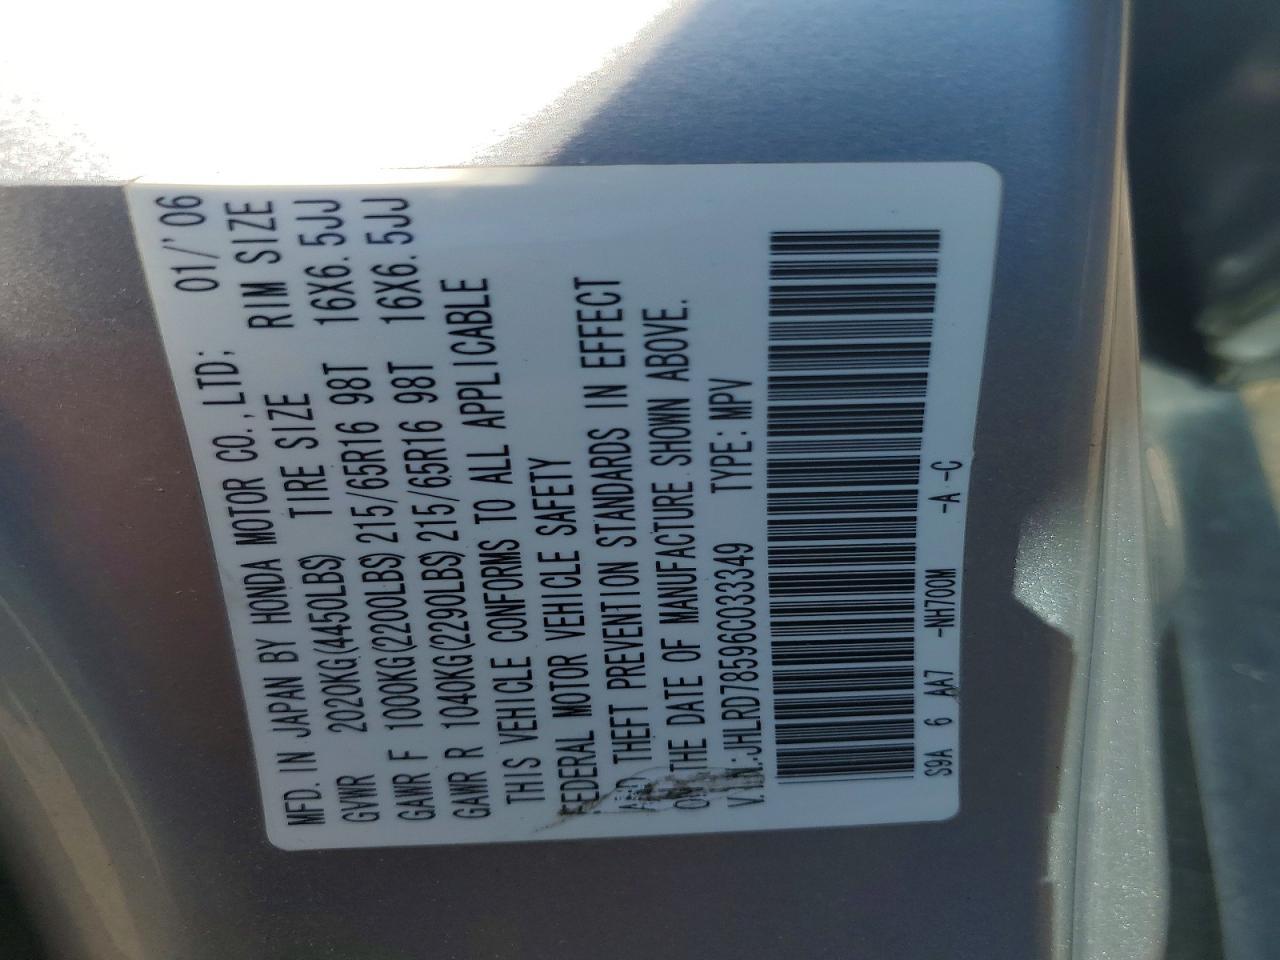 MFD. IN JAPAN BY HONDA MOTOR CO., LTD; 01/'06
GVWR 2020KG(4450LBS) TIRE SIZE RIM SIZE
GAWR F 1000KG(2200LBS) 215/65R16 98T 16X6.5JJ
GAWR R 1040KG(2290LBS) 215/65R16 98T 16X6.5JJ
THIS VEHICLE CONFORMS TO ALL APPLICABLE
FEDERAL MOTOR VEHICLE SAFETY
AND THEFT PREVENTION STANDARDS IN EFFECT
THE DATE OF MANUFACTURE SHOWN ABOVE.
JHLRD78596C033349 TYPE: MPV
S9A 6 AA7 -NH700M -A -C